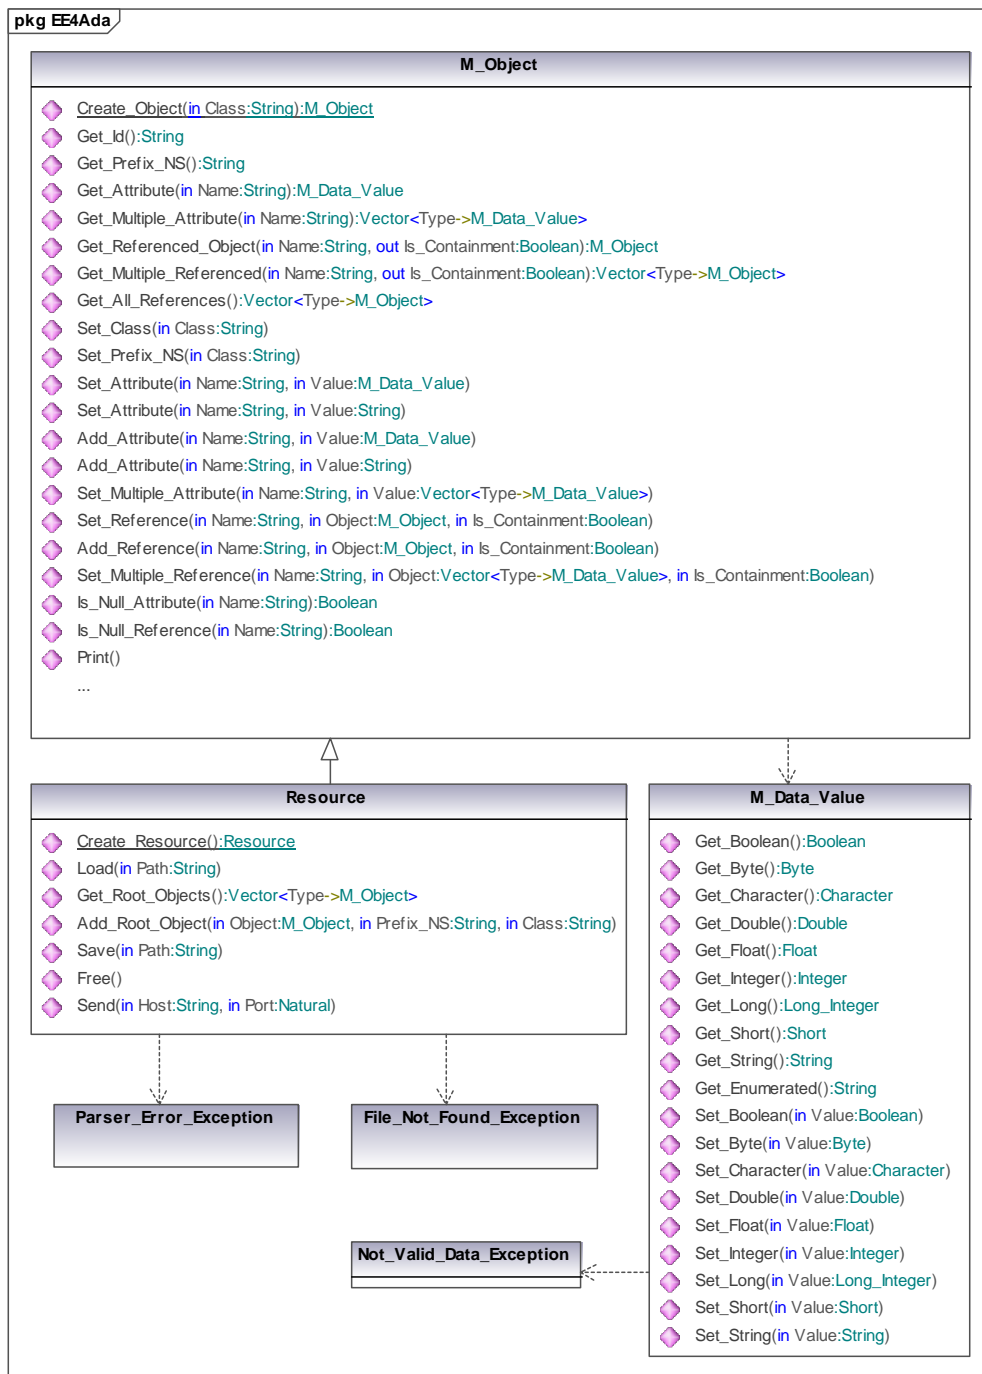 pkg EE4Ada
M_Object
Create_Object(in Class:String):M_Object
Get_Id():String
Get_Prefix_NS():String
Get_Attribute(in Name:String):M_Data_Value
Get_Multiple_Attribute(in Name:String):Vector<Type->M_Data_Value>
Get_Referenced_Object(in Name:String, out Is_Containment:Boolean):M_Object
Get_Multiple_Referenced(in Name:String, out Is_Containment:Boolean):Vector<Type->M_Object>
Get_All_References():Vector<Type->M_Object>
Set_Class(in Class:String)
Set_Prefix_NS(in Class:String)
Set_Attribute(in Name:String, in Value:M_Data_Value)
Set_Attribute(in Name:String, in Value:String)
Add_Attribute(in Name:String, in Value:M_Data_Value)
Add_Attribute(in Name:String, in Value:String)
Set_Multiple_Attribute(in Name:String, in Value:Vector<Type->M_Data_Value>)
Set_Reference(in Name:String, in Object:M_Object, in Is_Containment:Boolean)
Add_Reference(in Name:String, in Object:M_Object, in Is_Containment:Boolean)
Set_Multiple_Reference(in Name:String, in Object:Vector<Type->M_Data_Value>, in Is_Containment:Boolean)
Is_Null_Attribute(in Name:String):Boolean
Is_Null_Reference(in Name:String):Boolean
Print()
...
Resource
Create_Resource():Resource
Load(in Path:String)
Get_Root_Objects():Vector<Type->M_Object>
Add_Root_Object(in Object:M_Object, in Prefix_NS:String, in Class:String)
Save(in Path:String)
Free()
Send(in Host:String, in Port:Natural)
M_Data_Value
Get_Boolean():Boolean
Get_Byte():Byte
Get_Character():Character
Get_Double():Double
Get_Float():Float
Get_Integer():Integer
Get_Long():Long_Integer
Get_Short():Short
Get_String():String
Get_Enumerated():String
Set_Boolean(in Value:Boolean)
Set_Byte(in Value:Byte)
Set_Character(in Value:Character)
Set_Double(in Value:Double)
Set_Float(in Value:Float)
Set_Integer(in Value:Integer)
Set_Long(in Value:Long_Integer)
Set_Short(in Value:Short)
Set_String(in Value:String)
Parser_Error_Exception
File_Not_Found_Exception
Not_Valid_Data_Exception